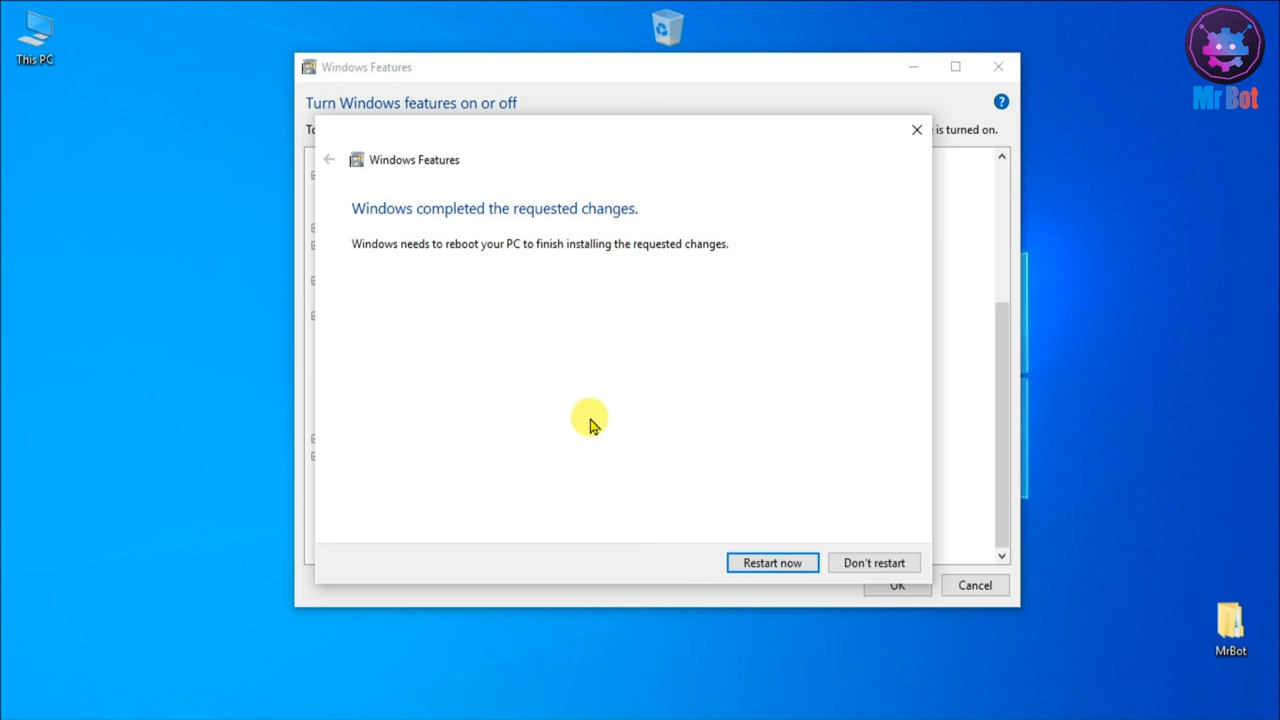 This PC
Mr Bot
Windows Features
Turn Windows features on or off
?
To
e is turned on.
Windows Features
Windows completed the requested changes.
Windows needs to reboot your PC to finish installing the requested changes.
Restart now
Don't restart
OK
Cancel
MrBot